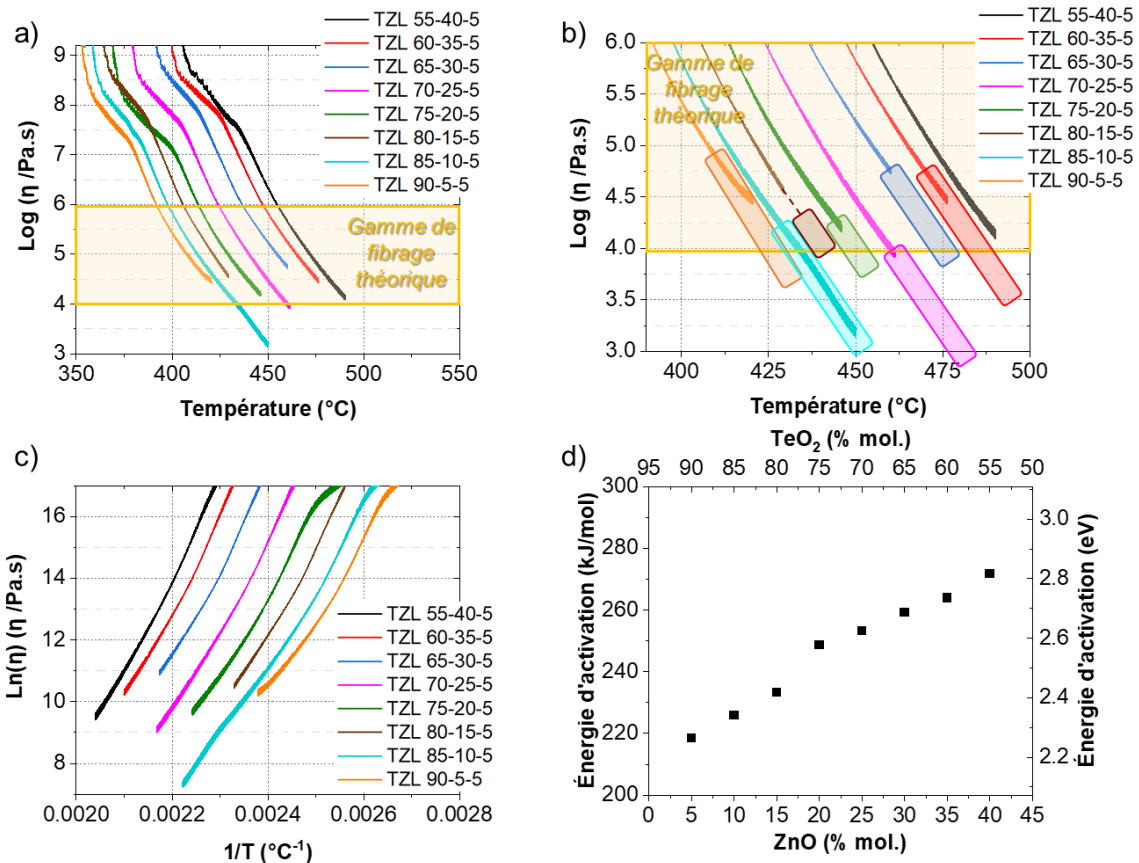 a)
Log (η /Pa.s)
9
8
7
6
5
4
3
350
400
450
500
550
Température (°C)
Gamme de
fibrage
théorique
TZL 55-40-5
TZL 60-35-5
TZL 65-30-5
TZL 70-25-5
TZL 75-20-5
TZL 80-15-5
TZL 85-10-5
TZL 90-5-5
b)
Log (η /Pa.s)
6.0
5.5
5.0
4.5
4.0
3.5
3.0
400
425
450
475
500
Température (°C)
Gamme de
fibrage
théorique
TZL 55-40-5
TZL 60-35-5
TZL 65-30-5
TZL 70-25-5
TZL 75-20-5
TZL 80-15-5
TZL 85-10-5
TZL 90-5-5
c)
Ln(η) (η /Pa.s)
16
14
12
10
8
0.0020
0.0022
0.0024
0.0026
0.0028
1/T (°C-1)
TZL 55-40-5
TZL 60-35-5
TZL 65-30-5
TZL 70-25-5
TZL 75-20-5
TZL 80-15-5
TZL 85-10-5
TZL 90-5-5
d)
TeO2 (% mol.)
95 90 85 80 75 70 65 60 55 50
Énergie d'activation (kJ/mol)
300
280
260
240
220
200
Énergie d'activation (eV)
3.0
2.8
2.6
2.4
2.2
0 5 10 15 20 25 30 35 40 45
ZnO (% mol.)